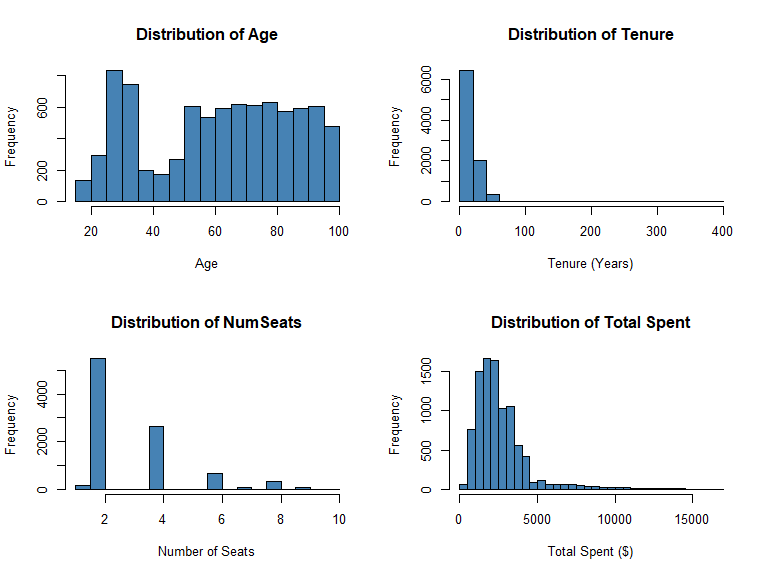 Distribution of Age
Frequency
0
200
600
20
40
60
80
100
Age
Distribution of Tenure
Frequency
0
2000
4000
6000
0
100
200
300
400
Tenure (Years)
Distribution of NumSeats
Frequency
0
2000
4000
2
4
6
8
10
Number of Seats
Distribution of Total Spent
Frequency
0
500
1000
1500
0
5000
10000
15000
Total Spent ($)